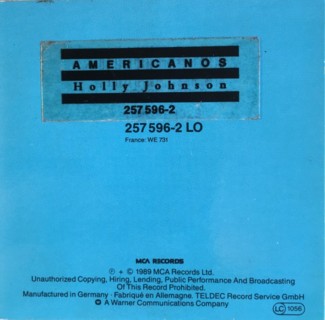 AMERICANOS
Holly Johnson
257 596-2
257 596-2 LO
France: WE 731
MCA RECORDS
℗ + © 1989 MCA Records Ltd.
Unauthorized Copying, Hiring, Lending, Public Performance And Broadcasting
Of This Record Prohibited.
Manufactured in Germany · Fabriqué en Allemagne. TELDEC Record Service GmbH
A Warner Communications Company
LC 1056